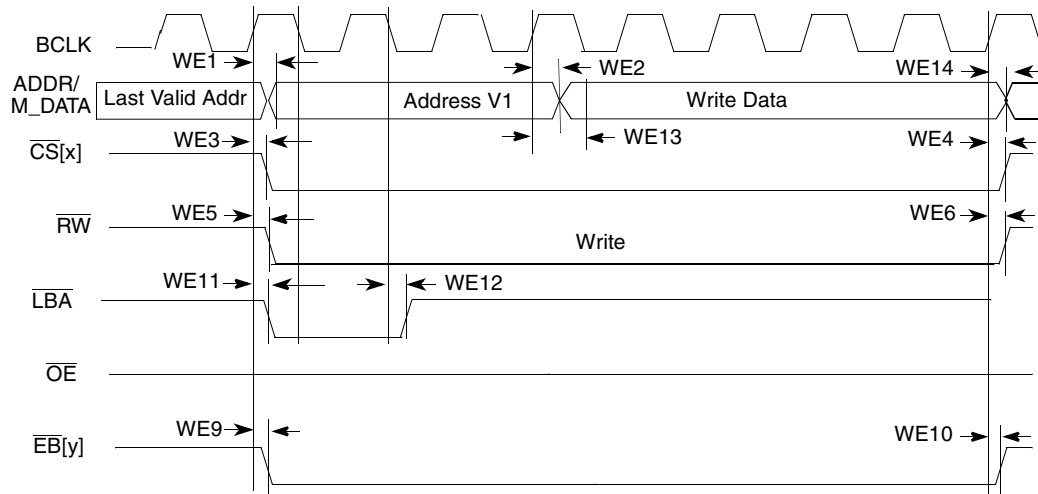 BCLK
WE1
WE2
WE14
ADDR/
M_DATA
Last Valid Addr
Address V1
Write Data
WE3
WE13
WE4
CS[x]
WE5
WE6
RW
Write
WE11
WE12
LBA
OE
WE9
WE10
EB[y]